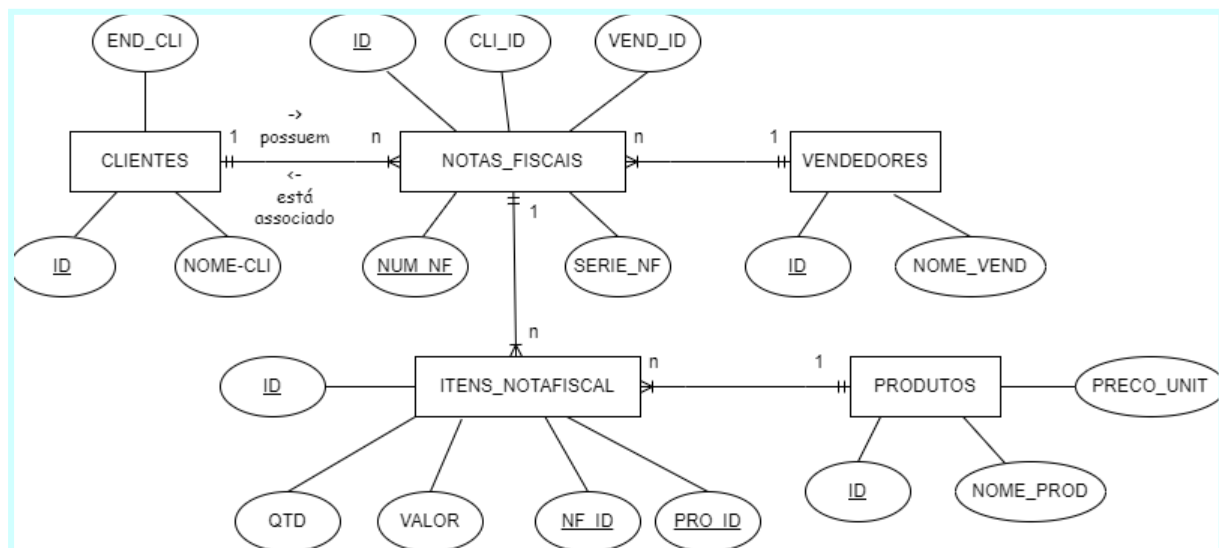 END_CLI
ID
CLI_ID
VEND_ID
->
possuem
1
n
n
1
CLIENTES
NOTAS_FISCAIS
VENDEDORES
<-
está
associado
1
ID
NOME-CLI
NUM_NF
SERIE_NF
ID
NOME_VEND
n
n
1
ID
ITENS_NOTAFISCAL
PRODUTOS
PRECO_UNIT
ID
NOME_PROD
QTD
VALOR
NF_ID
PRO_ID